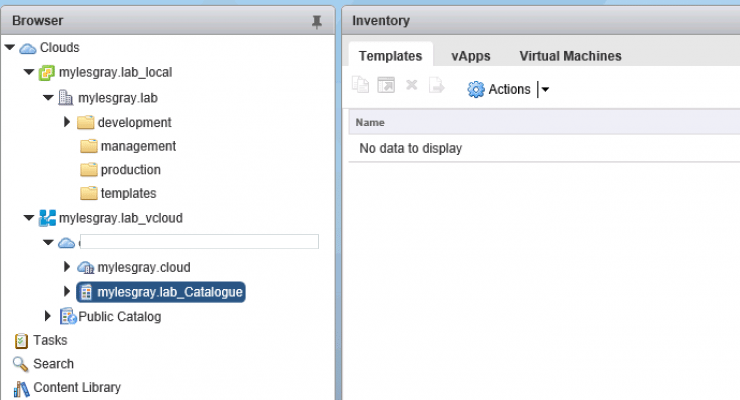 Browser
Clouds
mylesgray.lab_local
mylesgray.lab
development
management
production
templates
mylesgray.lab_vcloud
mylesgray.cloud
mylesgray.lab_Catalogue
Public Catalog
Tasks
Search
Content Library
Inventory
Templates vApps Virtual Machines
Actions
Name
No data to display